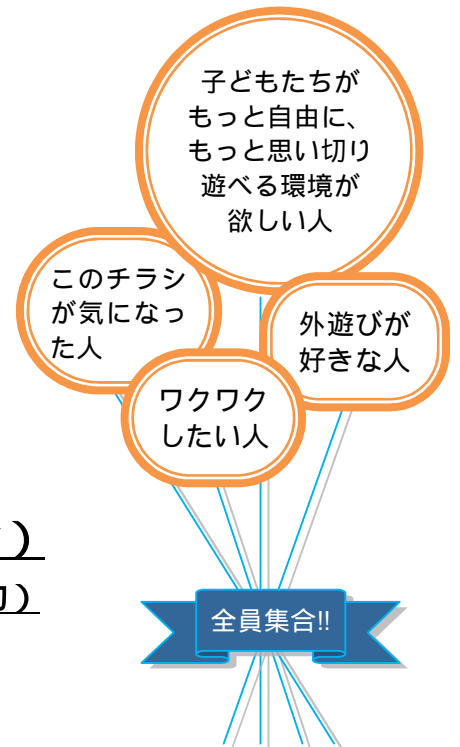 子どもたちが
もっと自由に、
もっと思い切り
遊べる環境が
欲しい人
このチラシ
が気になっ
た人
外遊びが
好きな人
ワクワク
したい人
）
）
全員集合!!